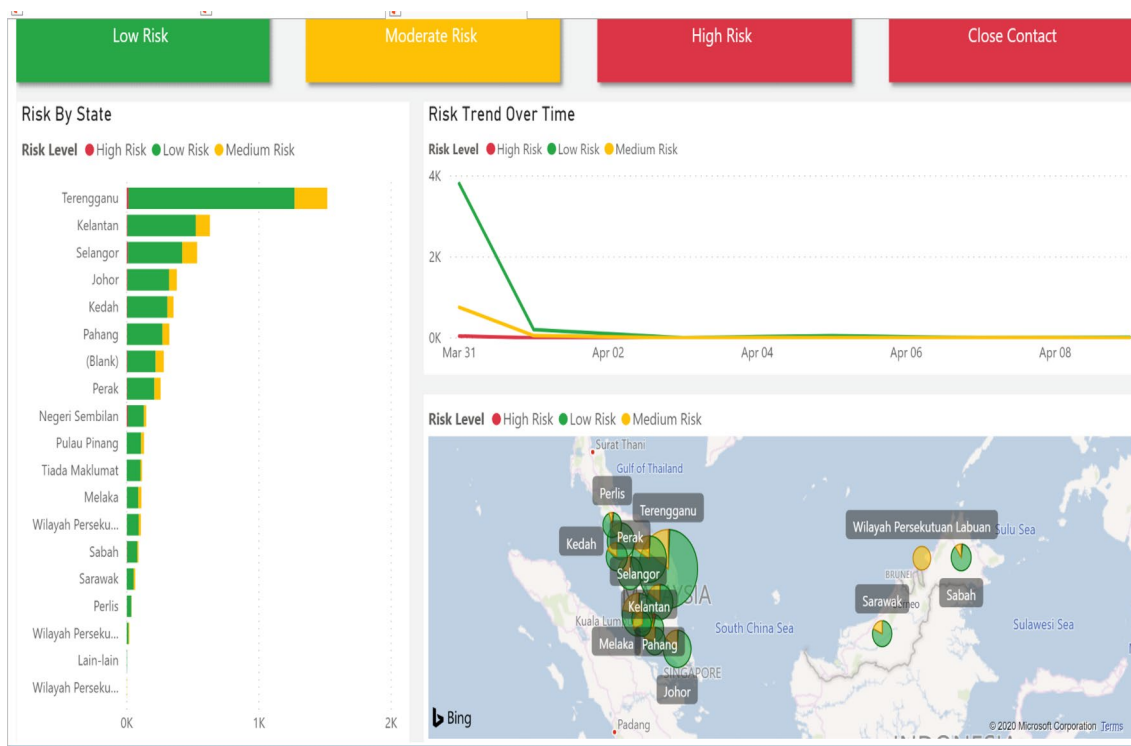 Low Risk
Moderate Risk
High Risk
Close Contact
Risk By State
Risk Level High Risk Low Risk Medium Risk
Terengganu
Kelantan
Selangor
Johor
Kedah
Pahang
(Blank)
Perak
Negeri Sembilan
Pulau Pinang
Tiada Maklumat
Melaka
Wilayah Perseku...
Sabah
Sarawak
Perlis
Wilayah Perseku...
Lain-lain
Wilayah Perseku...
0K 1K 2K
Risk Trend Over Time
Risk Level High Risk Low Risk Medium Risk
4K
2K
0K
Mar 31 Apr 02 Apr 04 Apr 06 Apr 08
Risk Level High Risk Low Risk Medium Risk
Surat Thani
Gulf of Thailand
Perlis
Terengganu
Wilayah Persekutuan Labuan
Sulu Sea
Kedah
Perak
Selangor
BRUNEI
Sabah
Kelantan
Sarawak
Kuala
South China Sea
Sulawesi Sea
Melaka
Pahang
SINGAPORE
Johor
Padang
Bing
© 2020 Microsoft Corporation Terms